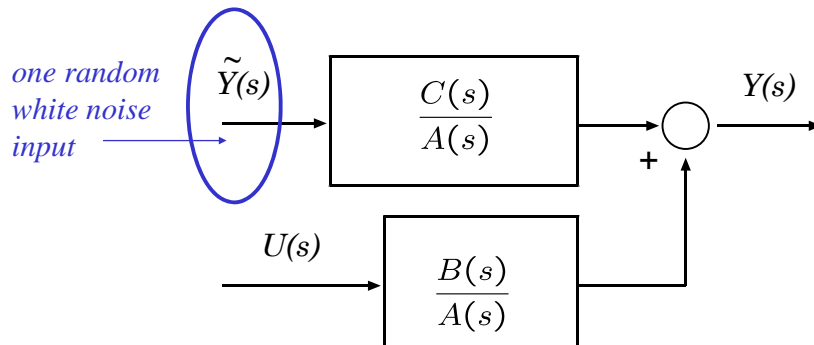 one random
white noise
input
Ỹ(s)
C(s)
A(s)
Y(s)
+
U(s)
B(s)
A(s)